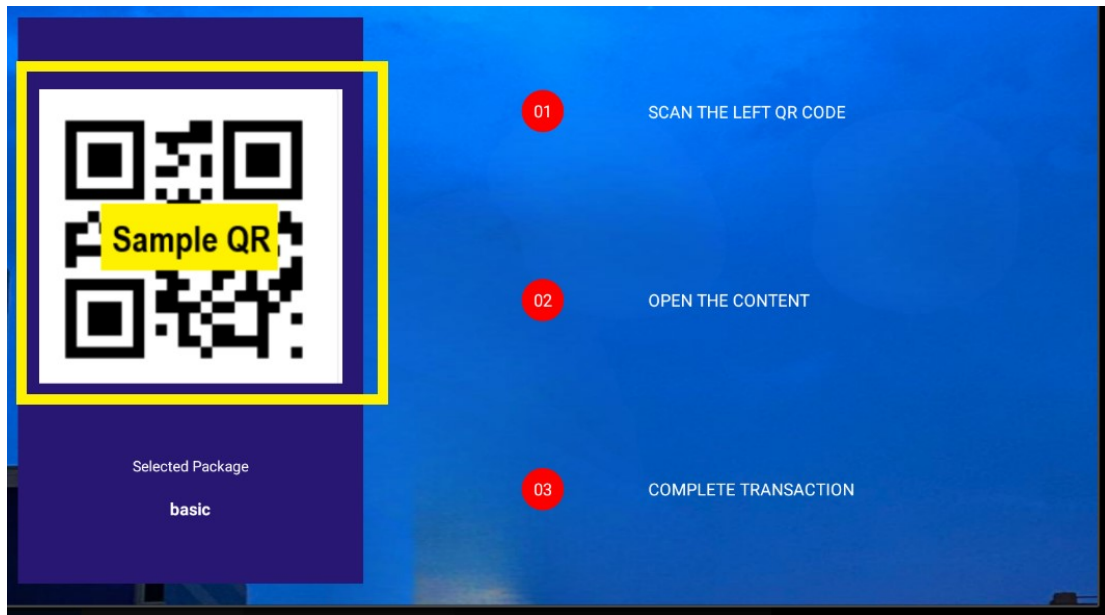 Sample QR
Selected Package
basic
01 SCAN THE LEFT QR CODE
02 OPEN THE CONTENT
03 COMPLETE TRANSACTION